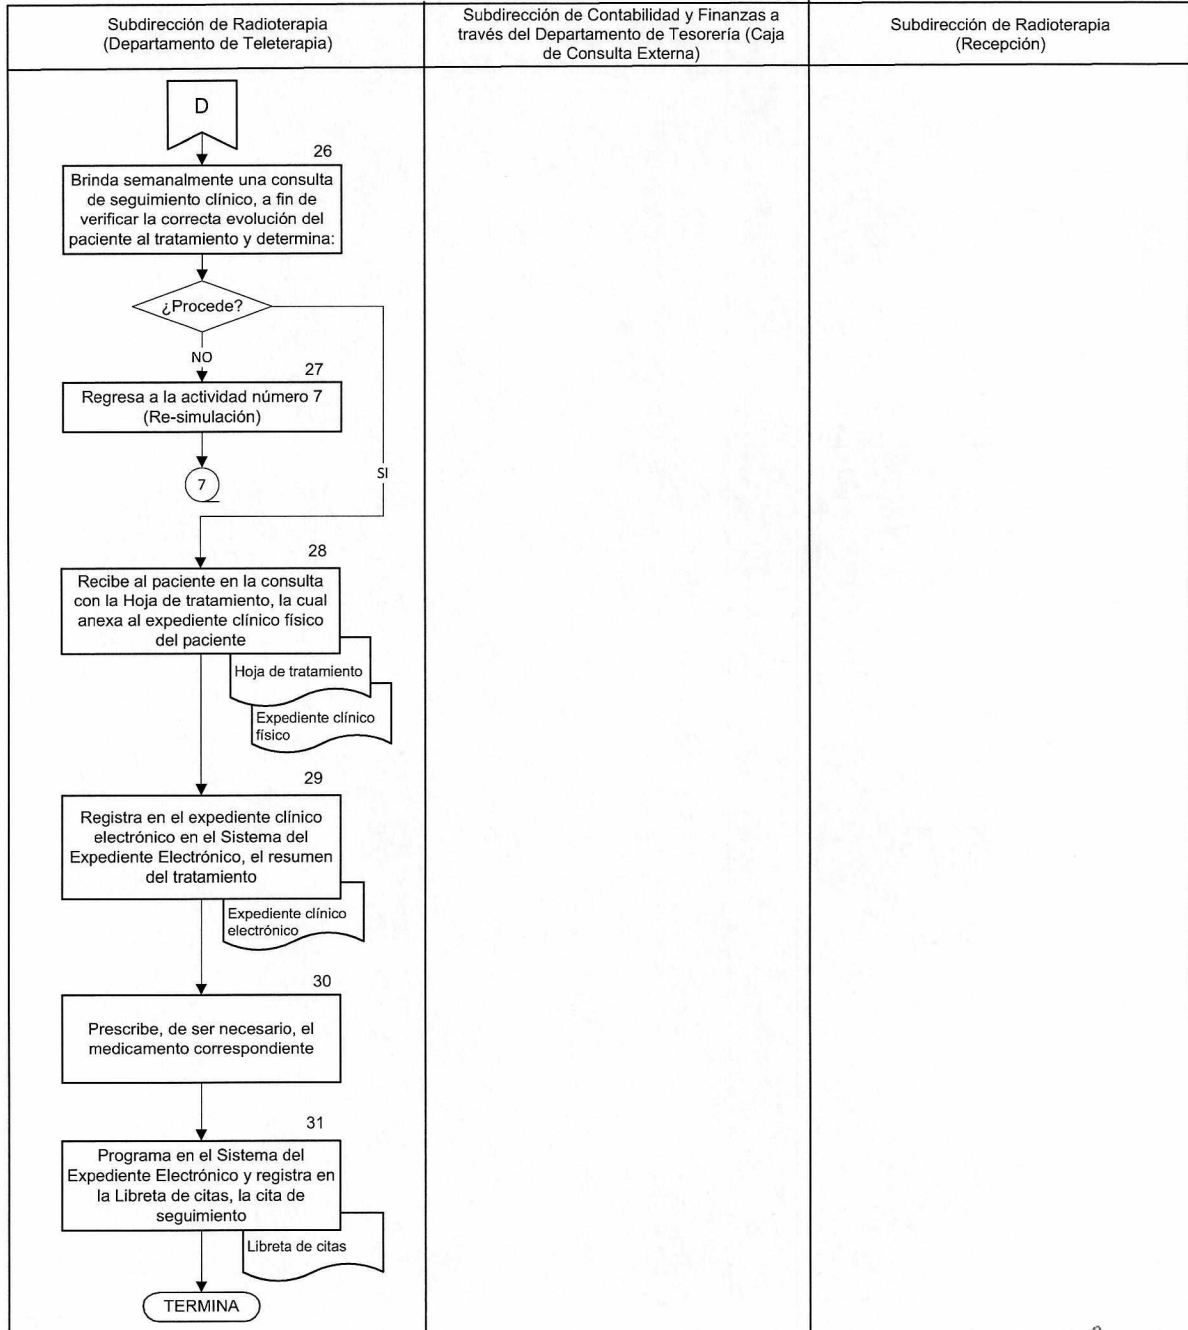 Subdirección de Radioterapia
(Departamento de Teleterapia)
Subdirección de Contabilidad y Finanzas a
través del Departamento de Tesorería (Caja
de Consulta Externa)
Subdirección de Radioterapia
(Recepción)
D
26
Brinda semanalmente una consulta
de seguimiento clínico, a fin de
verificar la correcta evolución del
paciente al tratamiento y determina:
¿Procede?
NO
27
Regresa a la actividad número 7
(Re-simulación)
7
SI
28
Recibe al paciente en la consulta
con la Hoja de tratamiento, la cual
anexa al expediente clínico físico
del paciente
Hoja de tratamiento
Expediente clínico
físico
29
Registra en el expediente clínico
electrónico en el Sistema del
Expediente Electrónico, el resumen
del tratamiento
Expediente clínico
electrónico
30
Prescribe, de ser necesario, el
medicamento correspondiente
31
Programa en el Sistema del
Expediente Electrónico y registra en
la Libreta de citas, la cita de
seguimiento
Libreta de citas
TERMINA